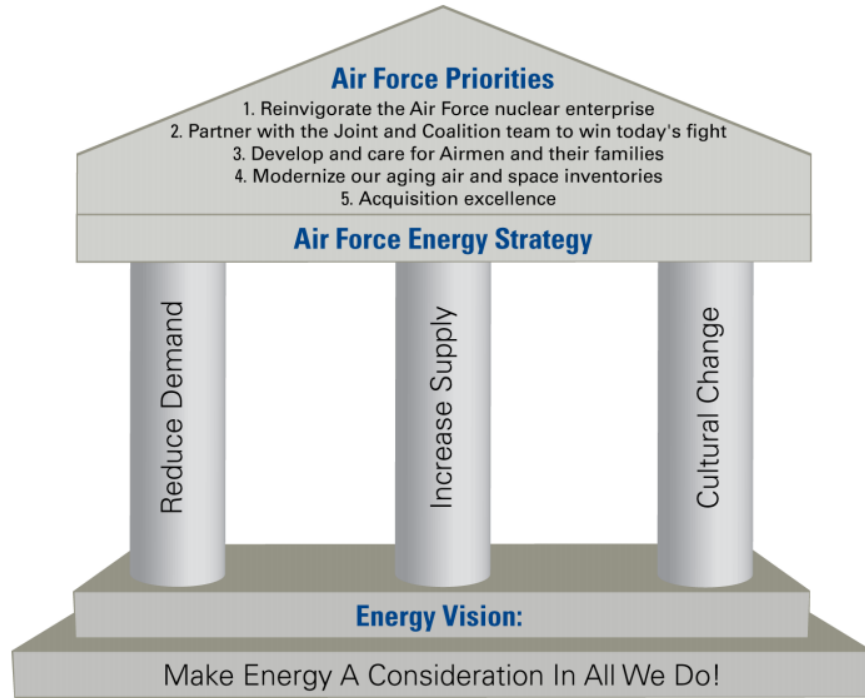 Air Force Priorities
1. Reinvigorate the Air Force nuclear enterprise
2. Partner with the Joint and Coalition team to win today's fight
3. Develop and care for Airmen and their families
4. Modernize our aging air and space inventories
5. Acquisition excellence
Air Force Energy Strategy
Reduce Demand
Increase Supply
Cultural Change
Energy Vision:
Make Energy A Consideration In All We Do!